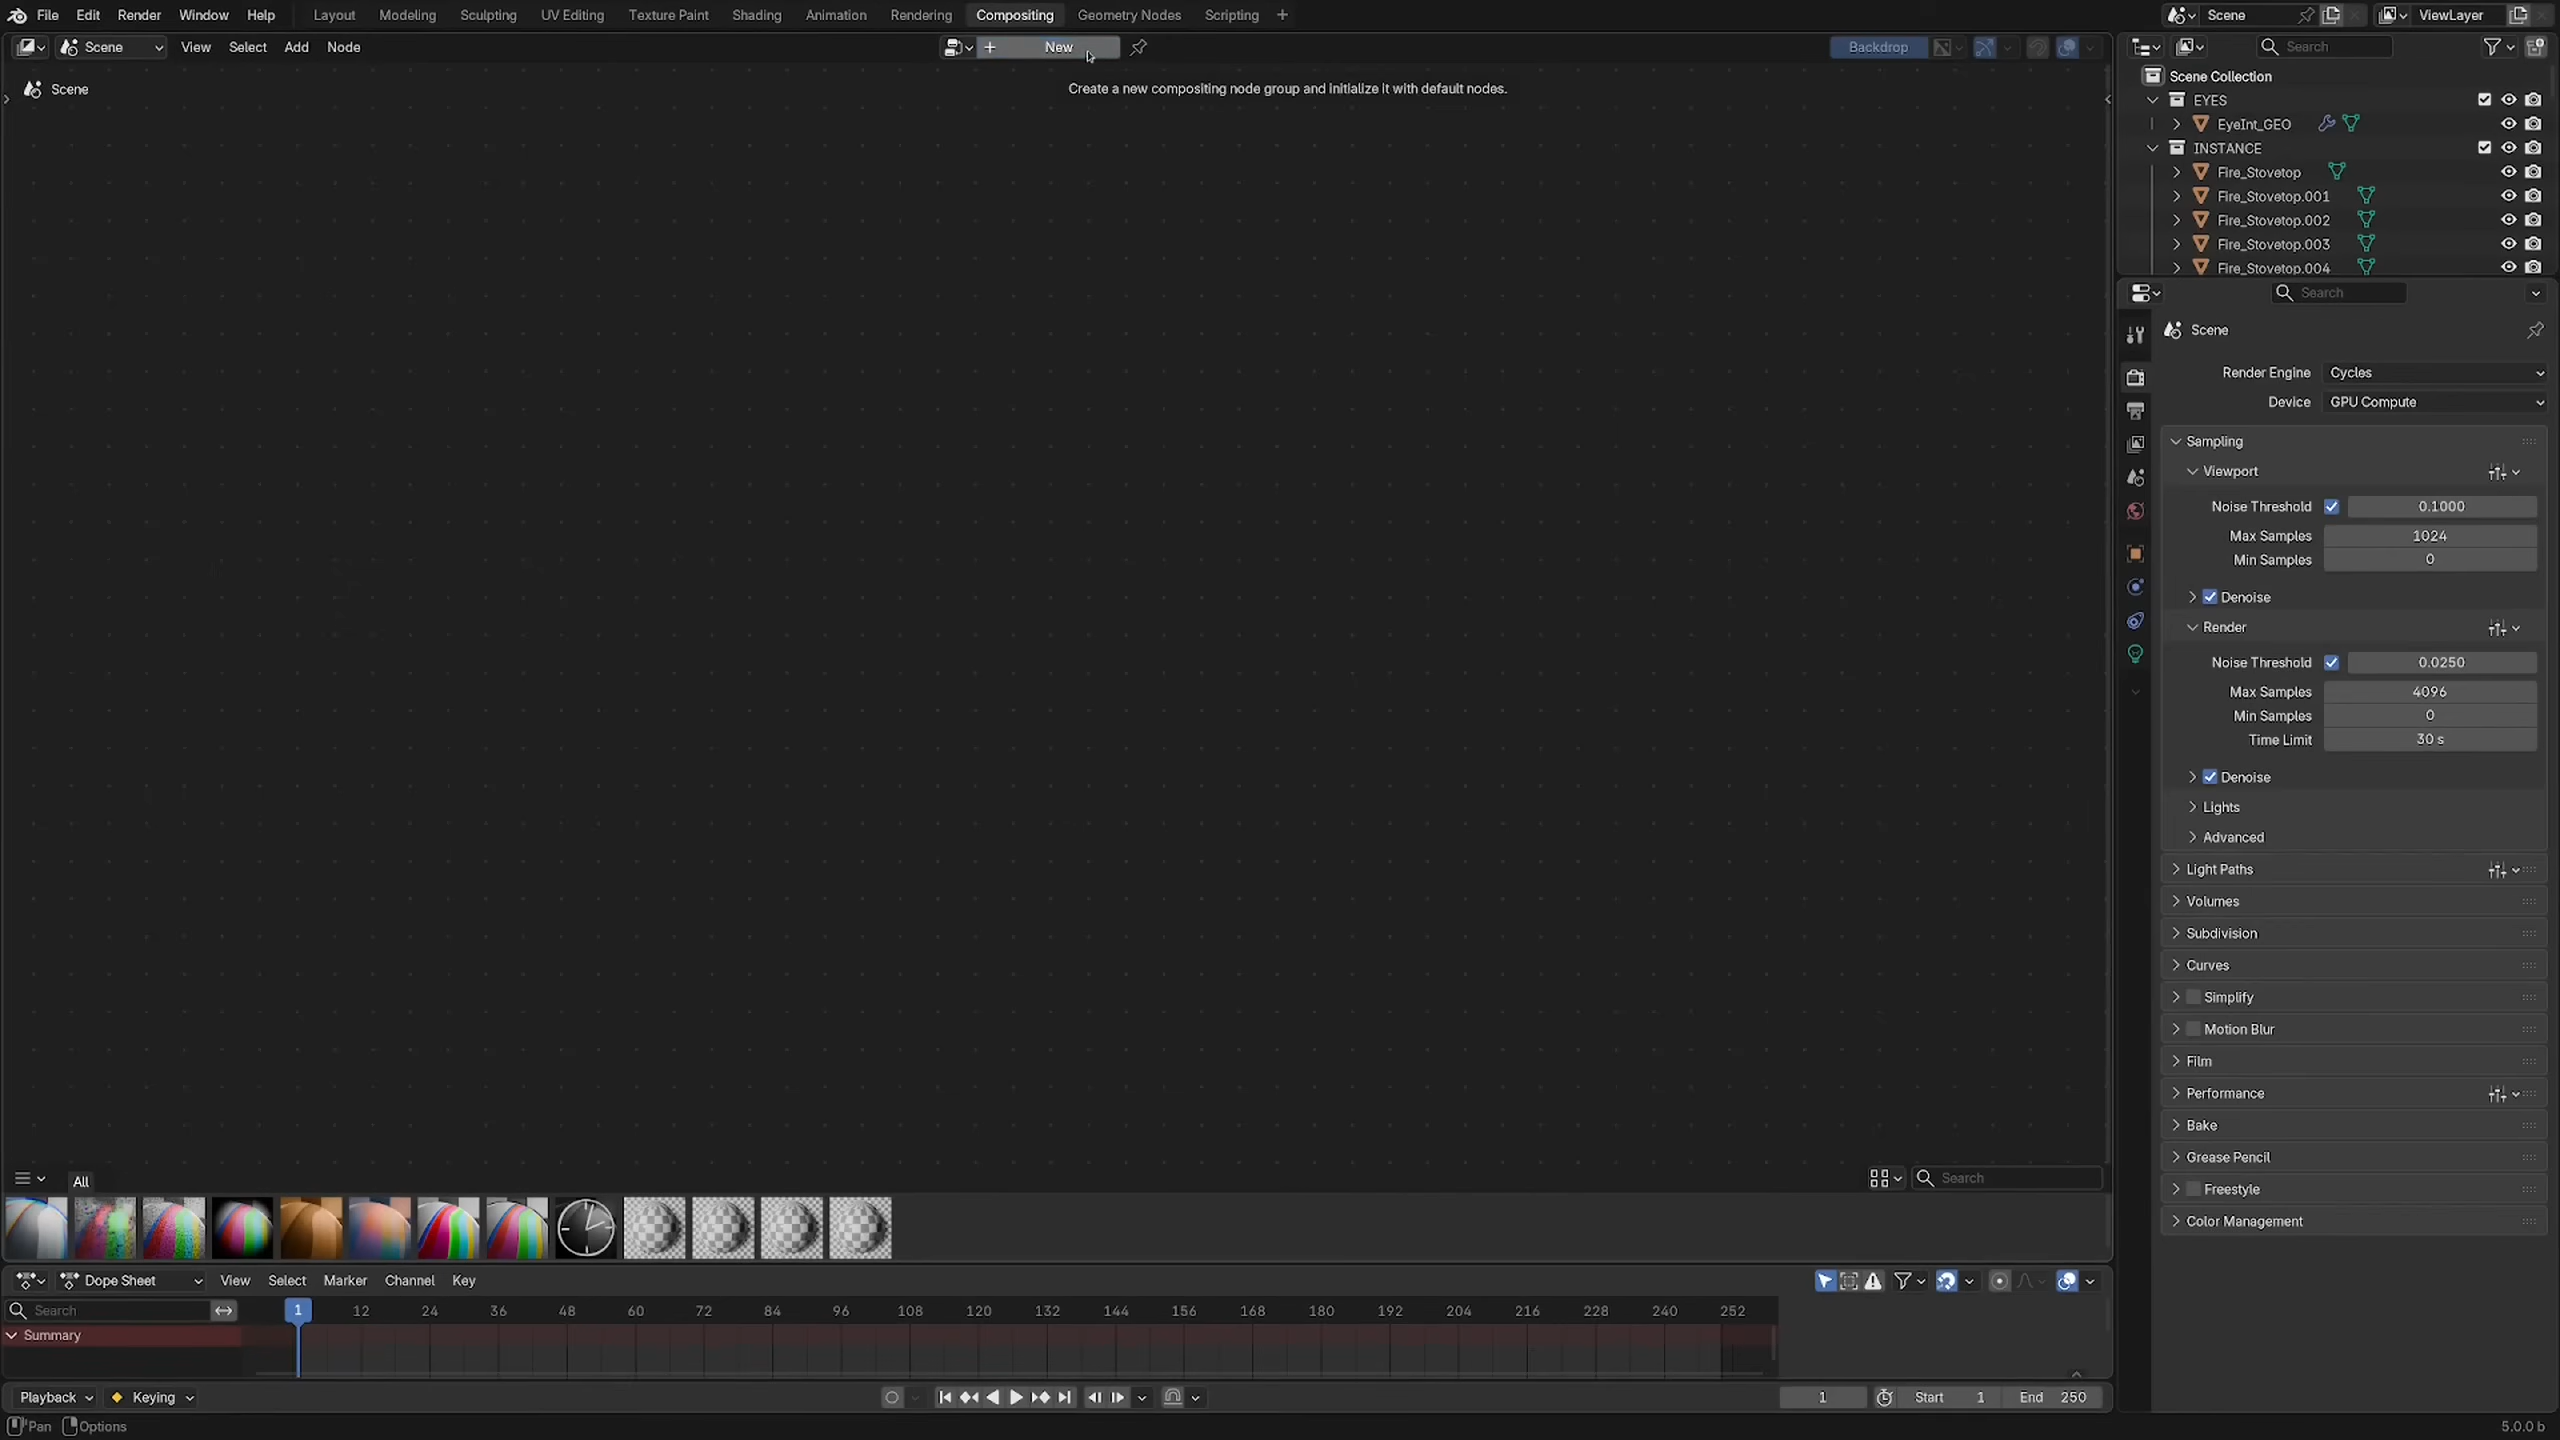 File Edit Render Window Help Layout Modeling Sculpting UV Editing Texture Paint Shading Animation Rendering Compositing Geometry Nodes Scripting + Scene ViewLayer
Scene View Select Add Node + New Backdrop Search
Scene Create a new compositing node group and initialize it with default nodes.
Scene Collection
EYES
EyeInt_GEO
INSTANCE
Fire_Stovetop
Fire_Stovetop.001
Fire_Stovetop.002
Fire_Stovetop.003
Fire_Stovetop.004
Search
Scene
Render Engine Cycles
Device GPU Compute
Sampling
Viewport
Noise Threshold 0.1000
Max Samples 1024
Min Samples 0
Denoise
Render
Noise Threshold 0.0250
Max Samples 4096
Min Samples 0
Time Limit 30 s
Denoise
Lights
Advanced
Light Paths
Volumes
Subdivision
Curves
Simplify
Motion Blur
Film
Performance
Bake
Grease Pencil
Freestyle
Color Management
All Search
Dope Sheet View Select Marker Channel Key
Search 1 12 24 36 48 60 72 84 96 108 120 132 144 156 168 180 192 204 216 228 240 252
Summary
Playback Keying 1 Start 1 End 250
Pan Options 5.0.0 b